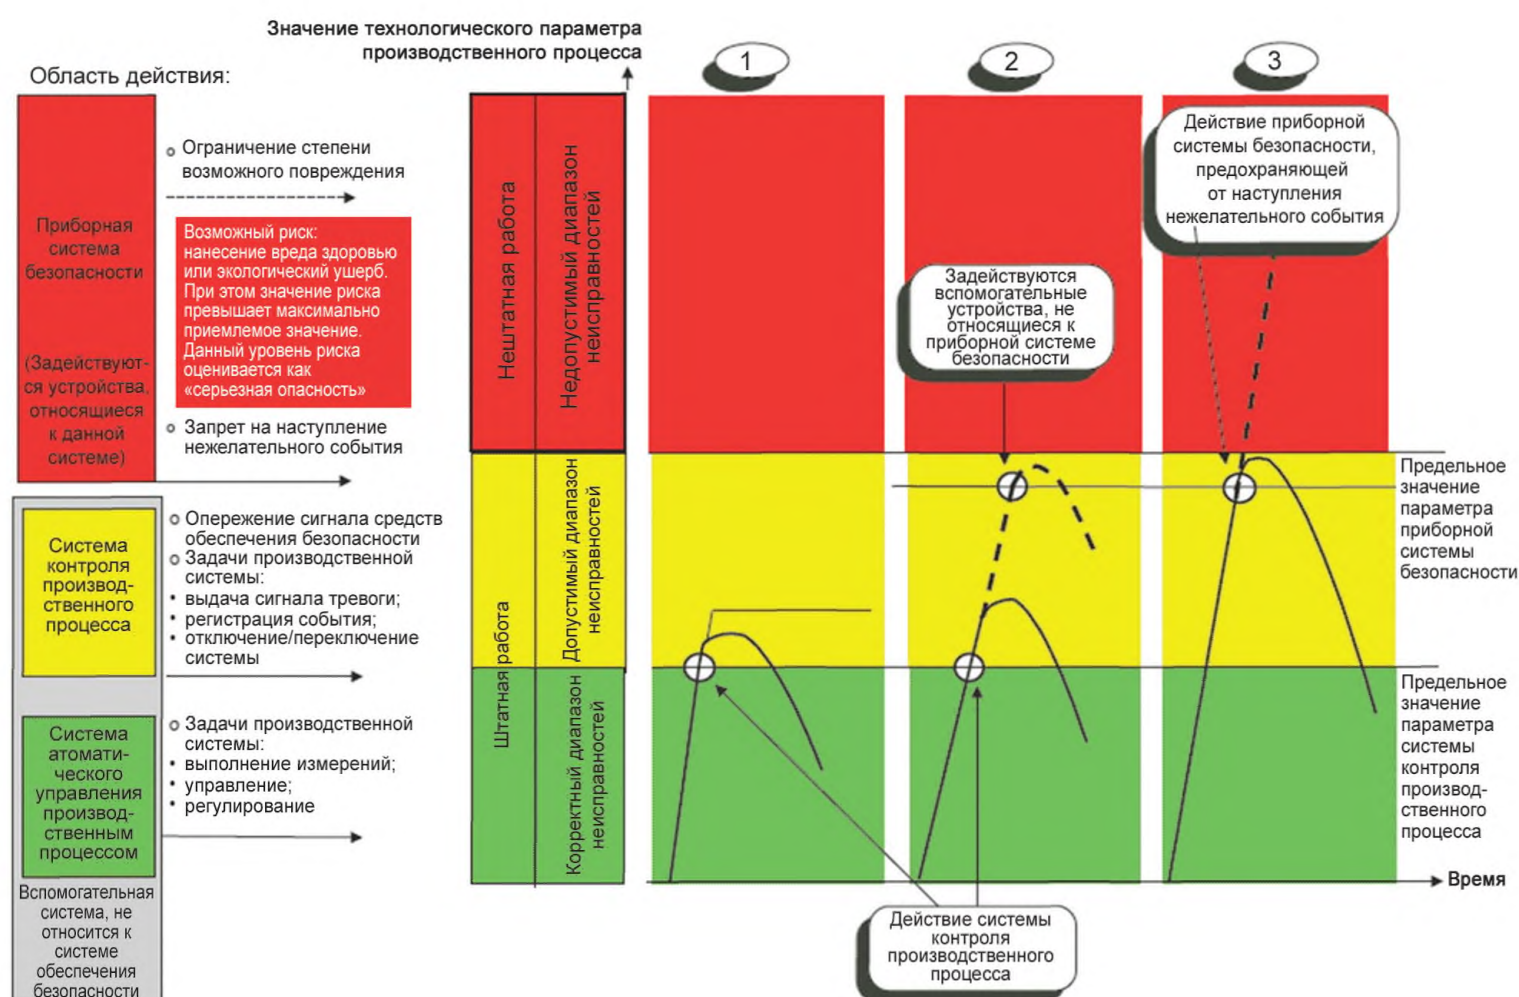 Значение технологического параметра
производственного процесса
Область действия:
Приборная
система
безопасности
(Задействуют-
ся устройства,
относящиеся
к данной
системе)
Ограничение степени
возможного повреждения
Возможный риск:
нанесение вреда здоровью
или экологический ущерб.
При этом значение риска
превышает максимально
приемлемое значение.
Данный уровень риска
оценивается как
«серьезная опасность»
Запрет на наступление
нежелательного события
Система
контроля
производ-
ственного
процесса
Опережение сигнала средств
обеспечения безопасности
Задачи производственной
системы:
• выдача сигнала тревоги;
• регистрация события;
• отключение/переключение
системы
Система
атомати-
ческого
управления
производ-
ственным
процессом
Задачи производственной
системы:
• выполнение измерений;
• управление;
• регулирование
Вспомогательная
система, не
относится к
системе
обеспечения
безопасности
Нештатная работа
Недопустимый диапазон
неисправностей
Штатная работа
Допустимый диапазон
неисправностей
Корректный диапазон
неисправностей
1
2
3
Задействуются
вспомогательные
устройства, не
относящиеся к
приборной системе
безопасности
Действие приборной
системы безопасности,
предохраняющей
от наступления
нежелательного события
Действие системы
контроля
производственного
процесса
Предельное
значение
параметра
приборной
системы
безопасности
Предельное
значение
параметра
системы
контроля
производ-
ственного
процесса
Время